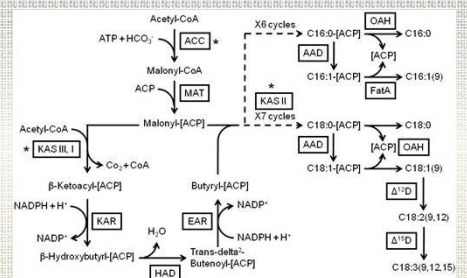 Acetyl-CoA
ATP + HCO3-
ACC *
Malonyl-CoA
ACP
MAT
Malonyl-[ACP]
Acetyl-CoA
* KAS III, I
Co2 + CoA
β-Ketoacyl-[ACP]
NADPH + H+
KAR
NADP+
β-Hydroxybutyrl-[ACP]
H2O
HAD
Trans-delta2-
Butenoyl-[ACP]
NADPH + H+
EAR
NADP+
Butyryl-[ACP]
X6 cycles
*
KAS II
X7 cycles
C16:0-[ACP]
OAH
C16:0
AAD
[ACP]
C16:1-[ACP]
C16:1(9)
FatA
C18:0-[ACP]
C18:0
AAD
[ACP]
OAH
C18:1-[ACP]
C18:1(9)
Δ12D
C18:2(9,12)
Δ15D
C18:3(9,12,15)